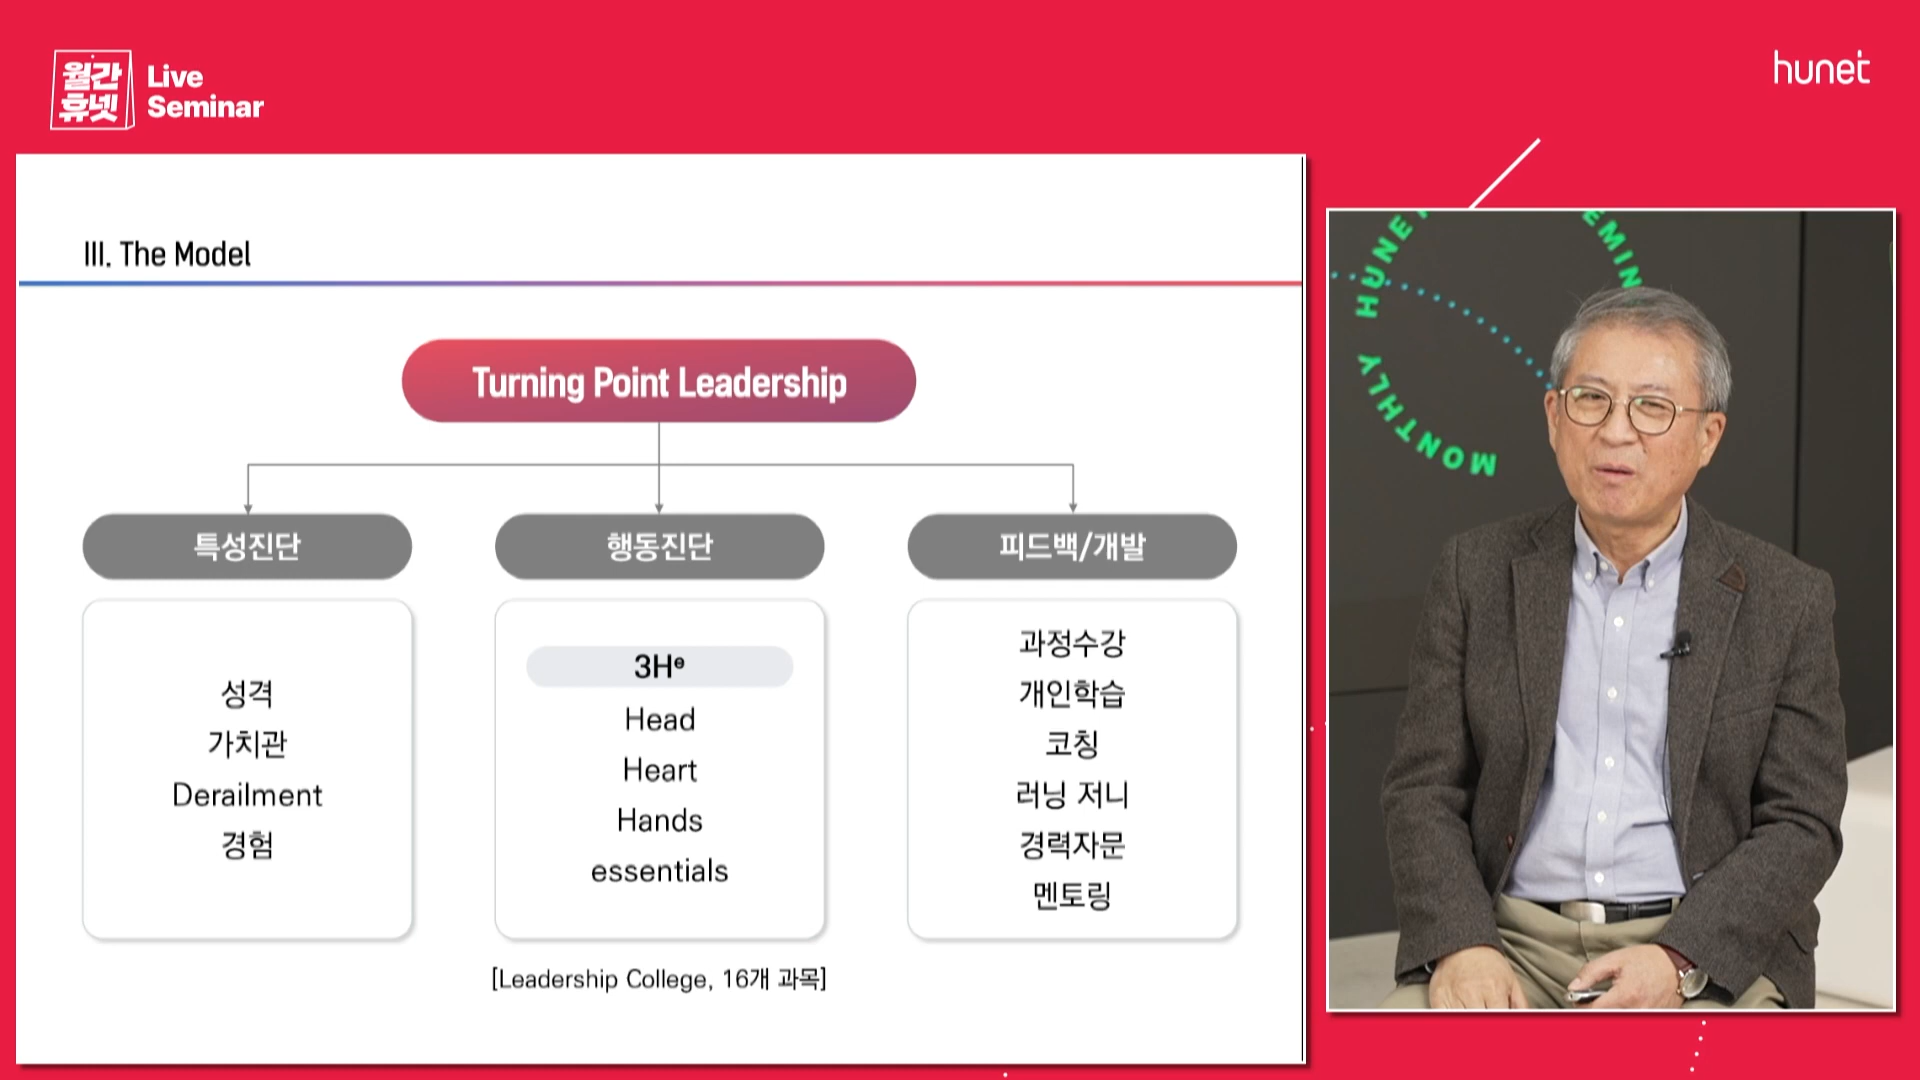 월간
휴넷
Live
Seminar
hunet
III. The Model
Turning Point Leadership
특성진단
행동진단
피드백/개발
성격
가치관
Derailment
경험
3Hᵉ
Head
Heart
Hands
essentials
과정수강
개인학습
코칭
러닝 저니
경력자문
멘토링
[Leadership College, 16개 과목]
MONTHLY HUNET
SEMIN